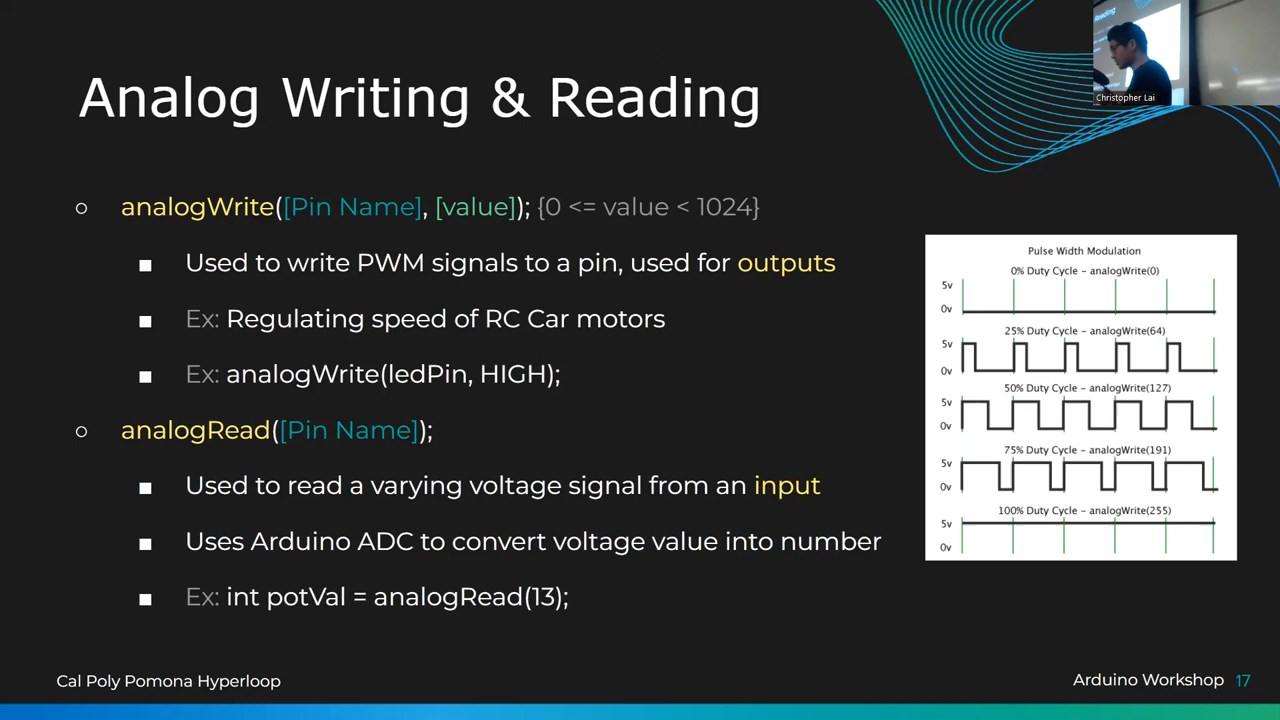 Reading
Christopher Lai
Analog Writing & Reading
analogWrite([Pin Name], [value]); {0 <= value < 1024}
Used to write PWM signals to a pin, used for outputs
Ex: Regulating speed of RC Car motors
Ex: analogWrite(ledPin, HIGH);
analogRead([Pin Name]);
Used to read a varying voltage signal from an input
Uses Arduino ADC to convert voltage value into number
Ex: int potVal = analogRead(13);
Pulse Width Modulation
0% Duty Cycle - analogWrite(0)
5v
0v
25% Duty Cycle - analogWrite(64)
5v
0v
50% Duty Cycle - analogWrite(127)
5v
0v
75% Duty Cycle - analogWrite(191)
5v
0v
100% Duty Cycle - analogWrite(255)
5v
0v
Cal Poly Pomona Hyperloop
Arduino Workshop 17